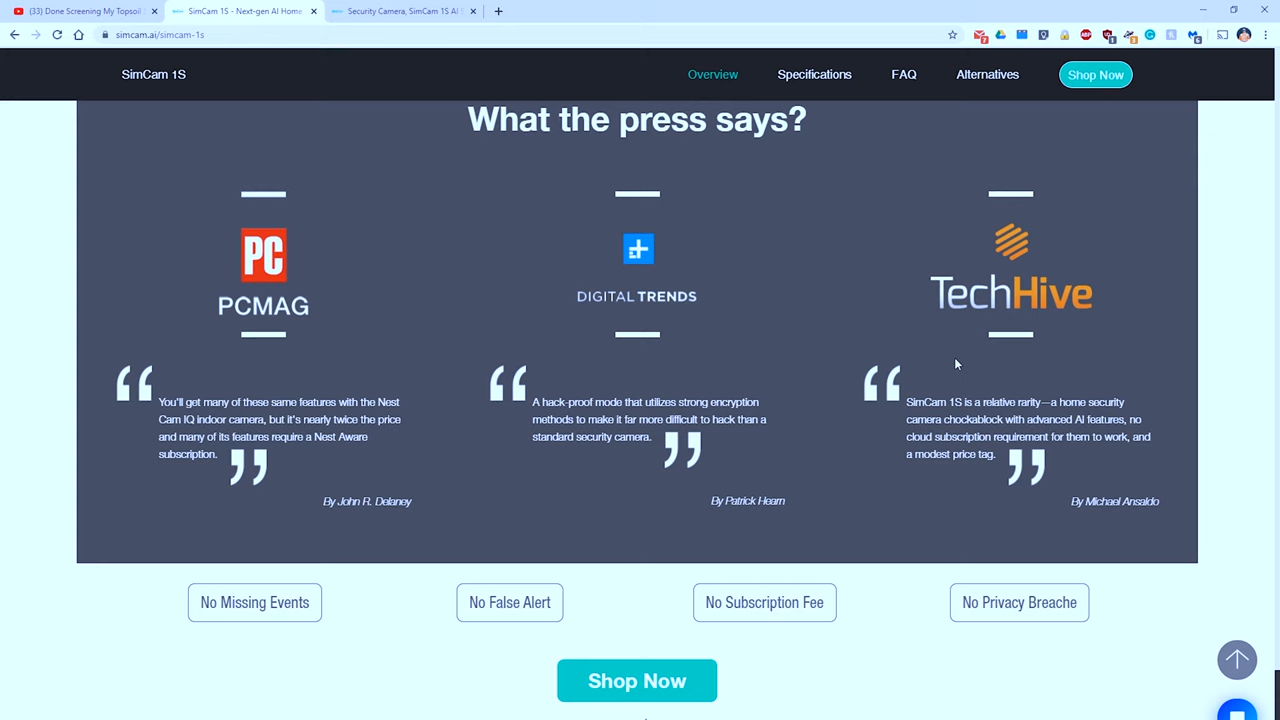 (33) Done Screening My Topsoil
SimCam 1S - Next-gen AI Home
Security Camera, SimCam 1S AI S
simcam.ai/simcam-1s
SimCam 1S
Overview
Specifications
FAQ
Alternatives
Shop Now
What the press says?
PC
PCMAG
DIGITAL TRENDS
TechHive
“
You'll get many of these same features with the Nest
Cam IQ indoor camera, but it's nearly twice the price
and many of its features require a Nest Aware
subscription. ”
By John R. Delaney
“
A hack-proof mode that utilizes strong encryption
methods to make it far more difficult to hack than a
standard security camera. ”
By Patrick Hearn
“
SimCam 1S is a relative rarity—a home security
camera chockablock with advanced AI features, no
cloud subscription requirement for them to work, and
a modest price tag. ”
By Michael Ansaldo
No Missing Events
No False Alert
No Subscription Fee
No Privacy Breache
Shop Now